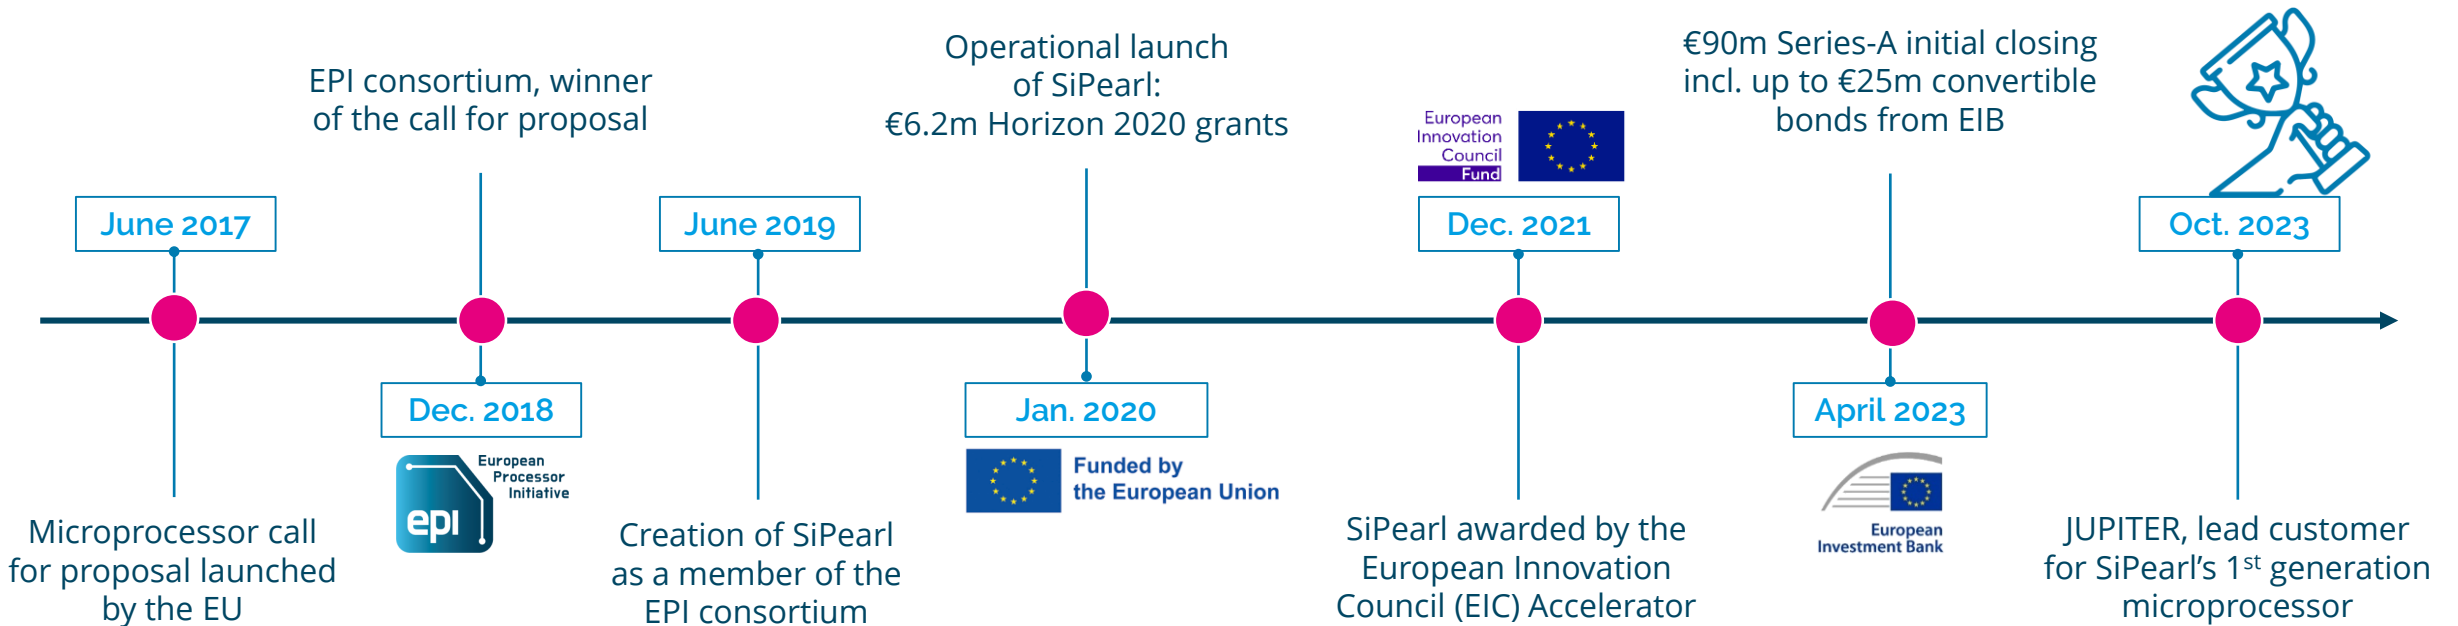 June 2017
Microprocessor call
for proposal launched
by the EU
EPI consortium, winner
of the call for proposal
Dec. 2018
epi
European
Processor
Initiative
June 2019
Creation of SiPearl
as a member of the
EPI consortium
Operational launch
of SiPearl:
€6.2m Horizon 2020 grants
Jan. 2020
Funded by
the European Union
European
Innovation
Council
Fund
Dec. 2021
SiPearl awarded by the
European Innovation
Council (EIC) Accelerator
€90m Series-A initial closing
incl. up to €25m convertible
bonds from EIB
April 2023
European
Investment Bank
Oct. 2023
JUPITER, lead customer
for SiPearl’s 1st generation
microprocessor